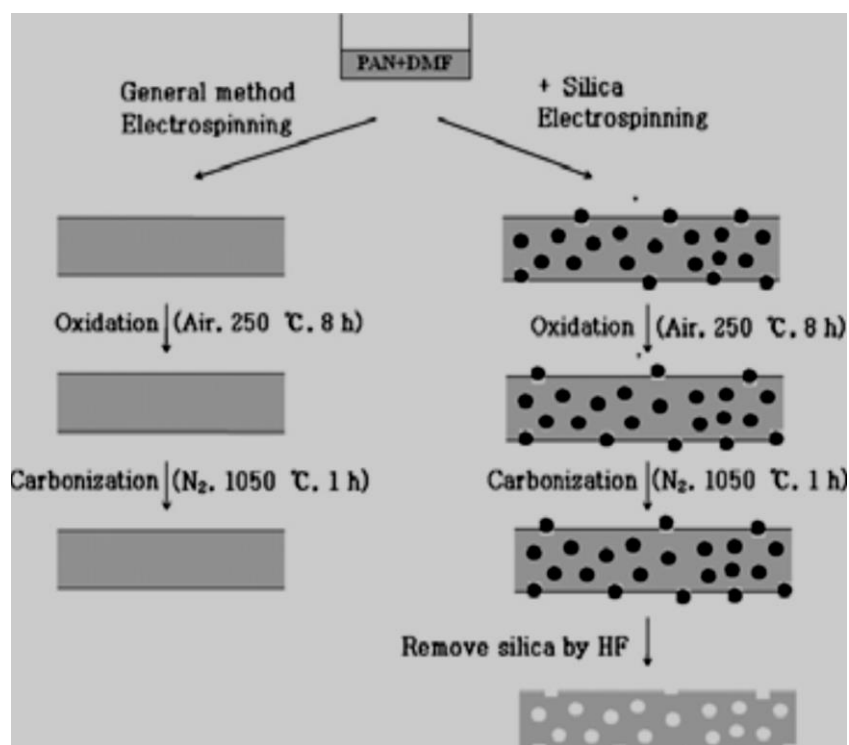 PAN+DMF
General method
Electrospinning
+ Silica
Electrospinning
Oxidation (Air. 250 ℃. 8 h)
Oxidation (Air. 250 ℃. 8 h)
Carbonization (N₂. 1050 ℃. 1 h)
Carbonization (N₂. 1050 ℃. 1 h)
Remove silica by HF